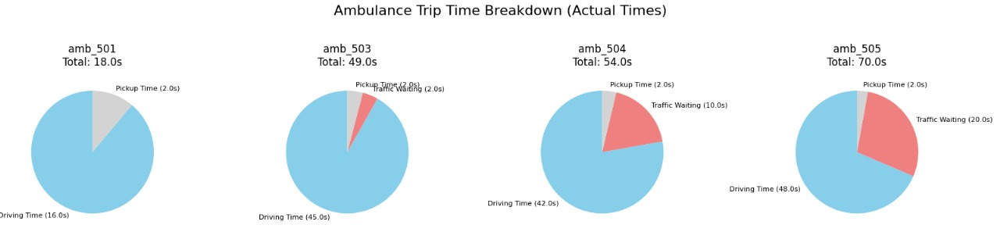 Ambulance Trip Time Breakdown (Actual Times)
amb_501
Total: 18.0s
Pickup Time (2.0s)
Driving Time (16.0s)
amb_503
Total: 49.0s
Pickup Time (2.0s)
Traffic Waiting (2.0s)
Driving Time (45.0s)
amb_504
Total: 54.0s
Pickup Time (2.0s)
Traffic Waiting (10.0s)
Driving Time (42.0s)
amb_505
Total: 70.0s
Pickup Time (2.0s)
Traffic Waiting (20.0s)
Driving Time (48.0s)